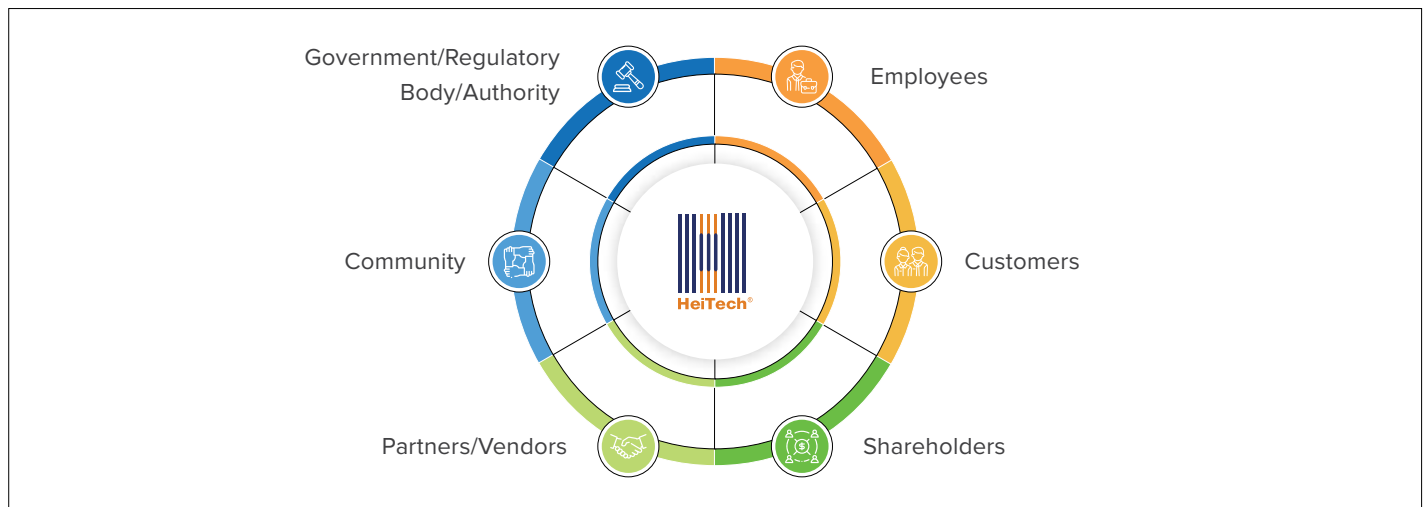 Government/Regulatory
Body/Authority
Employees
Community
Customers
HeiTech®
Partners/Vendors
Shareholders